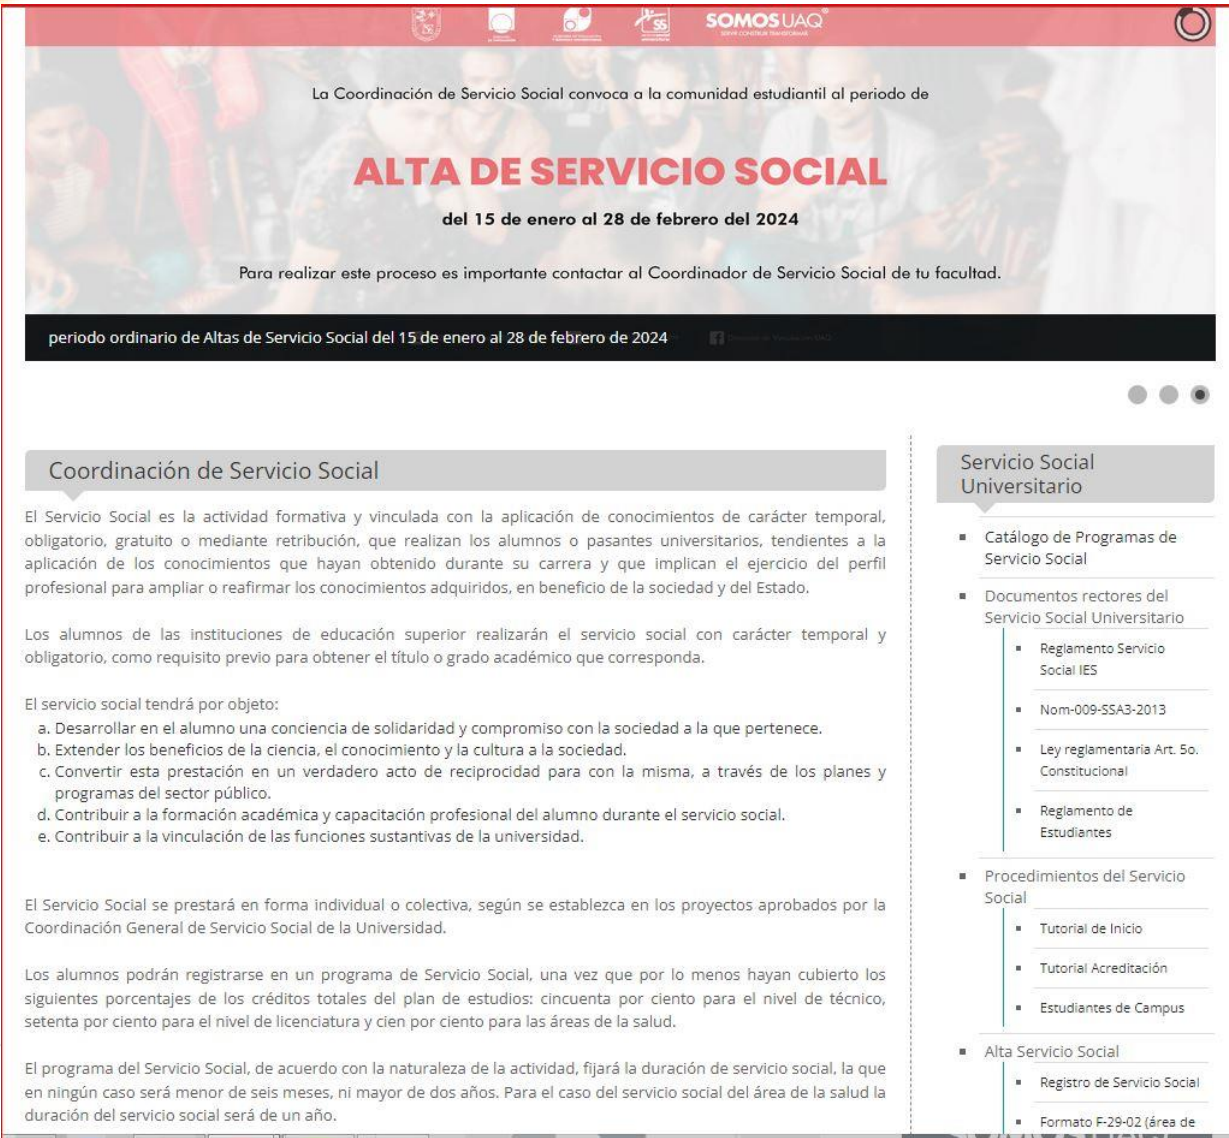 SOMOSUAQ
La Coordinación de Servicio Social convoca a la comunidad estudiantil al periodo de
ALTA DE SERVICIO SOCIAL
del 15 de enero al 28 de febrero del 2024
Para realizar este proceso es importante contactar al Coordinador de Servicio Social de tu facultad.
periodo ordinario de Altas de Servicio Social del 15 de enero al 28 de febrero de 2024
Coordinación de Servicio Social
El Servicio Social es la actividad formativa y vinculada con la aplicación de conocimientos de carácter temporal,
obligatorio, gratuito o mediante retribución, que realizan los alumnos o pasantes universitarios, tendientes a la
aplicación de los conocimientos que hayan obtenido durante su carrera y que implican el ejercicio del perfil
profesional para ampliar o reafirmar los conocimientos adquiridos, en beneficio de la sociedad y del Estado.
Los alumnos de las instituciones de educación superior realizarán el servicio social con carácter temporal y
obligatorio, como requisito previo para obtener el título o grado académico que corresponda.
El servicio social tendrá por objeto:
a. Desarrollar en el alumno una conciencia de solidaridad y compromiso con la sociedad a la que pertenece.
b. Extender los beneficios de la ciencia, el conocimiento y la cultura a la sociedad.
c. Convertir esta prestación en un verdadero acto de reciprocidad para con la misma, a través de los planes y
programas del sector público.
d. Contribuir a la formación académica y capacitación profesional del alumno durante el servicio social.
e. Contribuir a la vinculación de las funciones sustantivas de la universidad.
El Servicio Social se prestará en forma individual o colectiva, según se establezca en los proyectos aprobados por la
Coordinación General de Servicio Social de la Universidad.
Los alumnos podrán registrarse en un programa de Servicio Social, una vez que por lo menos hayan cubierto los
siguientes porcentajes de los créditos totales del plan de estudios: cincuenta por ciento para el nivel de técnico,
setenta por ciento para el nivel de licenciatura y cien por ciento para las áreas de la salud.
El programa del Servicio Social, de acuerdo con la naturaleza de la actividad, fijará la duración de servicio social, la que
en ningún caso será menor de seis meses, ni mayor de dos años. Para el caso del servicio social del área de la salud la
duración del servicio social será de un año.
Servicio Social
Universitario
Catálogo de Programas de
Servicio Social
Documentos rectores del
Servicio Social Universitario
Reglamento Servicio
Social IES
Nom-009-SSA3-2013
Ley reglamentaria Art. 5o.
Constitucional
Reglamento de
Estudiantes
Procedimientos del Servicio
Social
Tutorial de Inicio
Tutorial Acreditación
Estudiantes de Campus
Alta Servicio Social
Registro de Servicio Social
Formato F-29-02 (área de